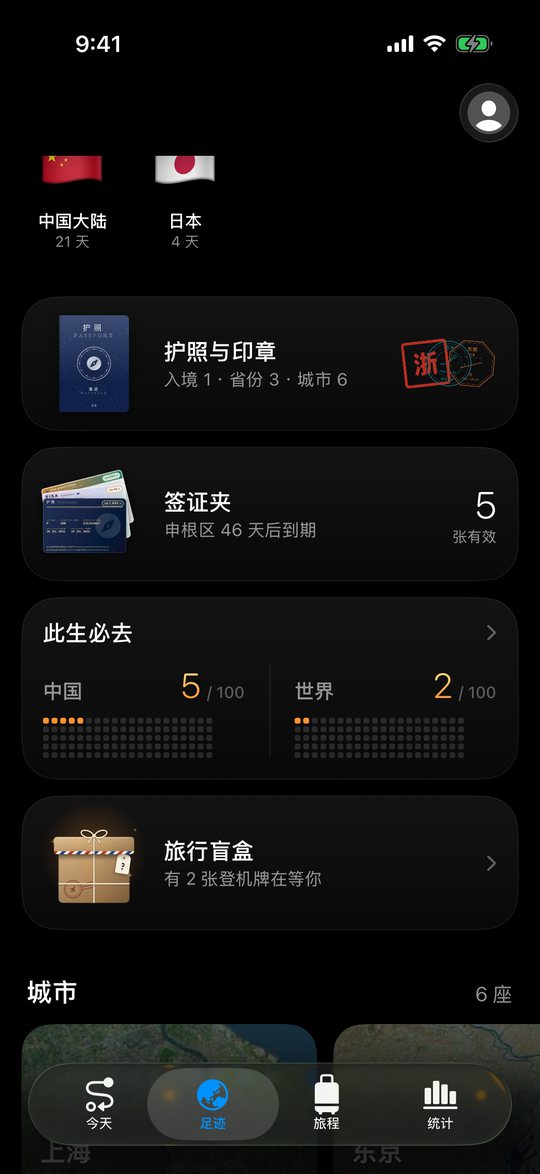 9:41
中国大陆
日本
21 天
4 天
护照
PASSPORT
护照与印章
入境 1 · 省份 3 · 城市 6
浙
VISA
签证夹
申根区 46 天后到期
5
张有效
此生必去
中国
5 / 100
世界
2 / 100
?
旅行盲盒
有 2 张登机牌在等你
城市
6 座
上海
东京
今天
足迹
旅程
统计